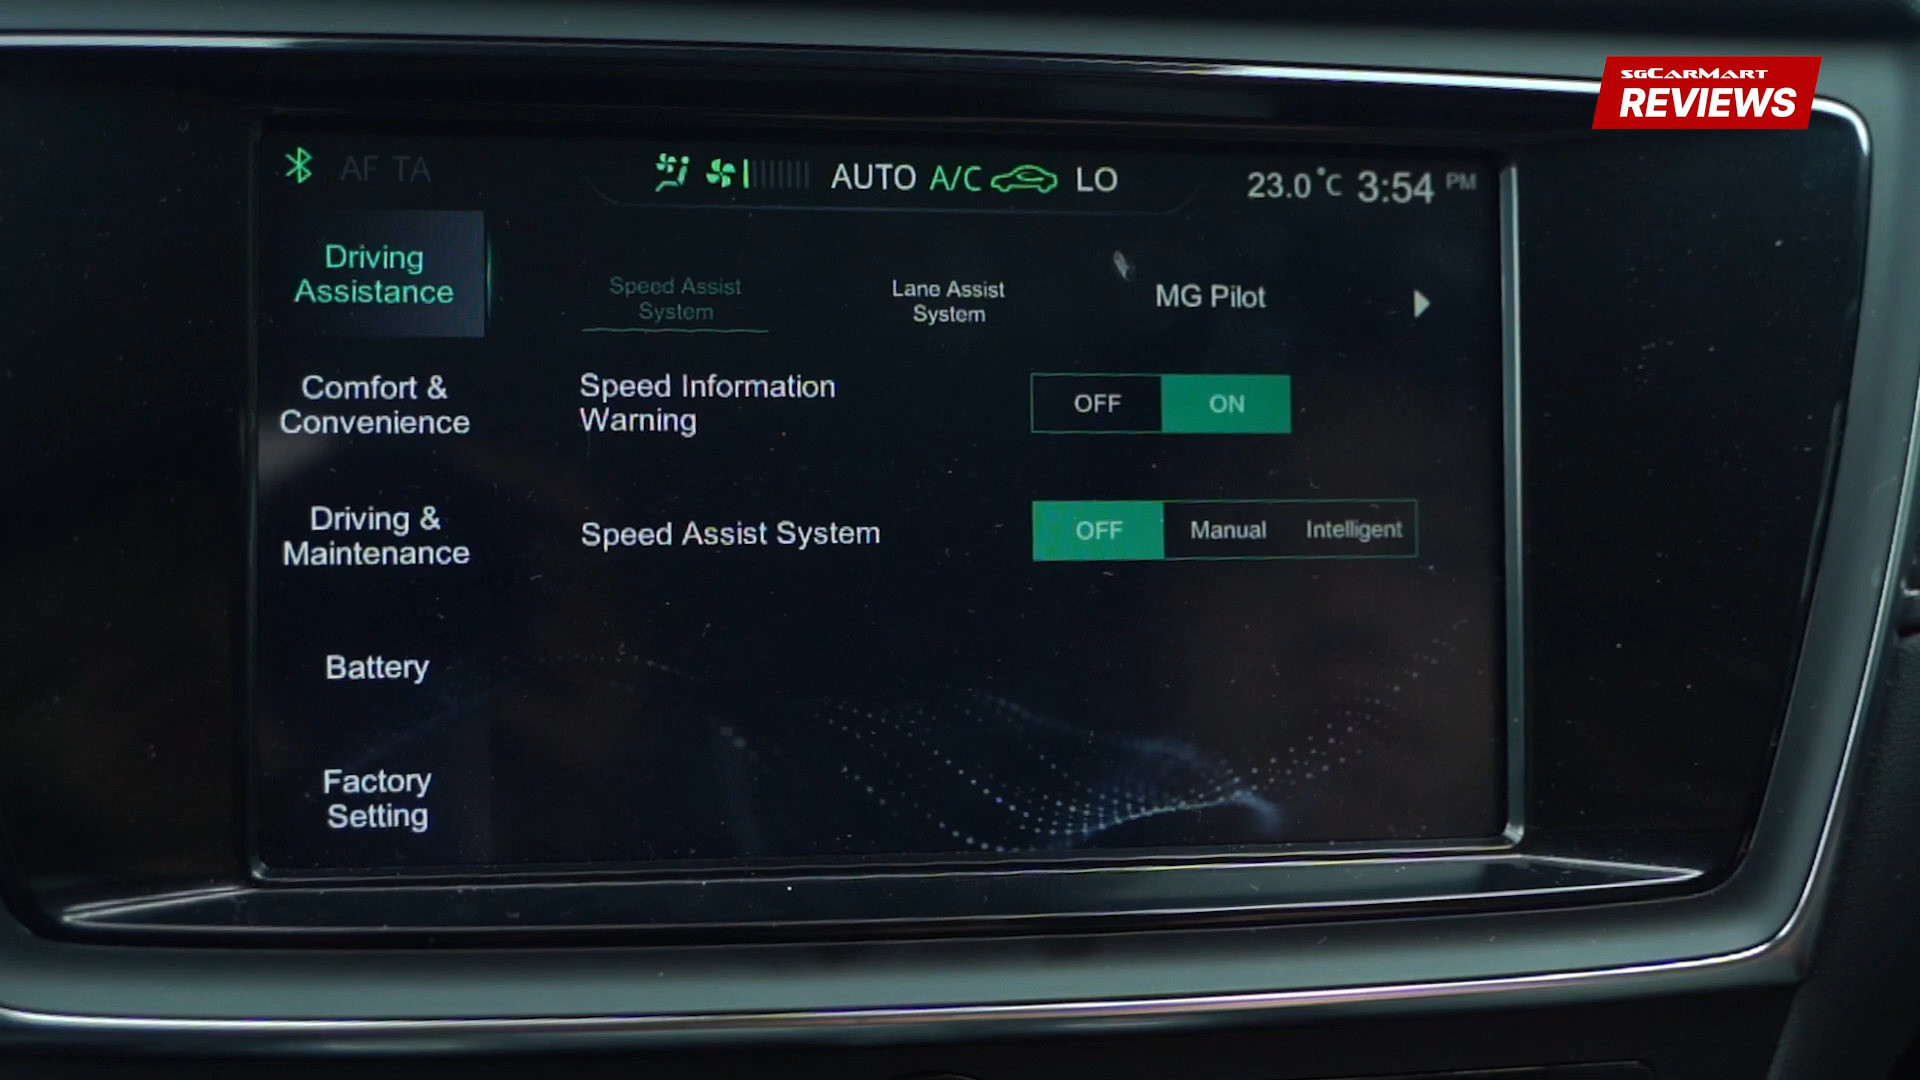 SGCARMART
REVIEWS
AF TA
AUTO A/C LO
23.0°C 3:54 PM
Driving
Assistance
Speed Assist
System
Lane Assist
System
MG Pilot
Comfort &
Convenience
Speed Information
Warning
OFF ON
Driving &
Maintenance
Speed Assist System
OFF Manual Intelligent
Battery
Factory
Setting